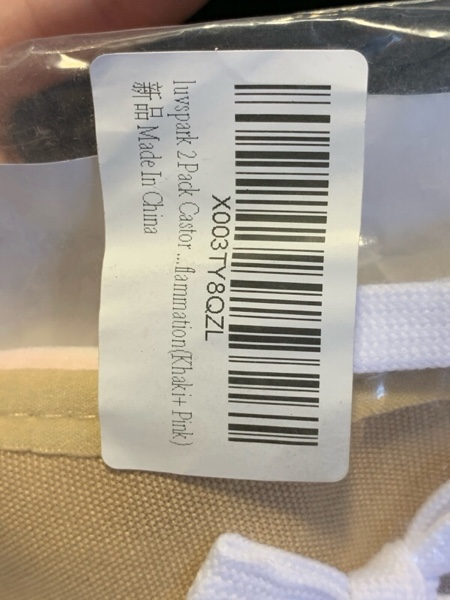 X003TY8QZL
luvspark 2 Pack Castor ...flammation(Khaki+ Pink)
新品 Made In China